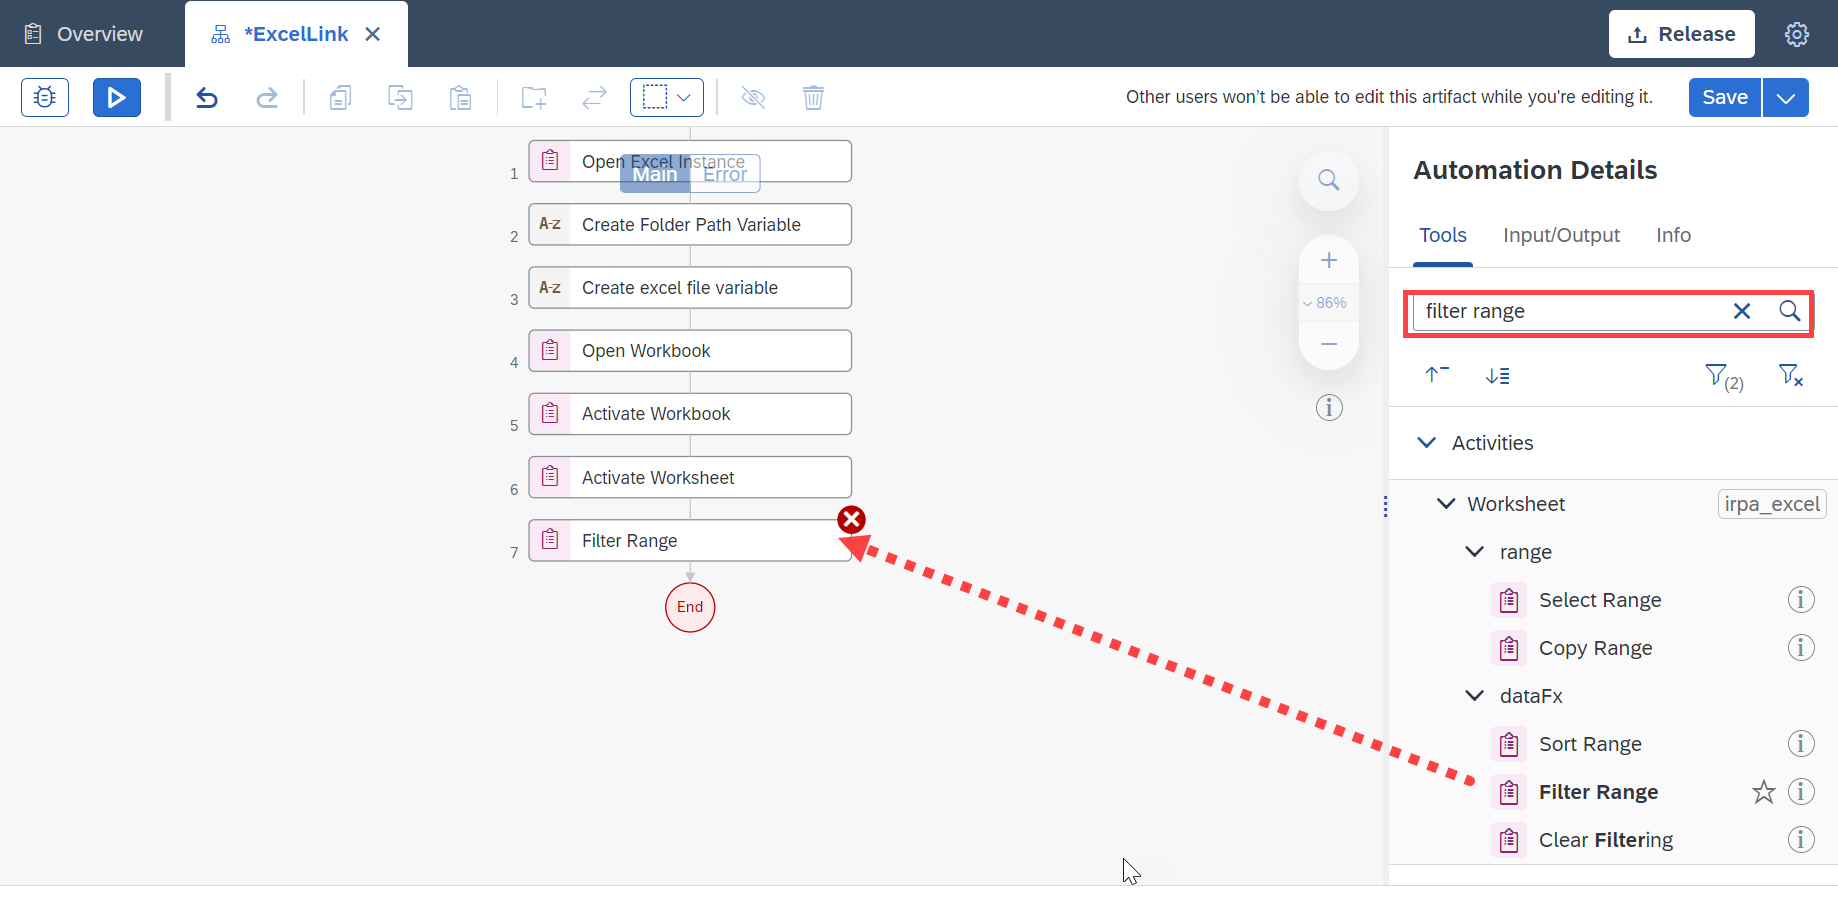 Overview
*ExcelLink
Release
Other users won't be able to edit this artifact while you're editing it.
Save
1
Open Excel Instance
Main
Error
2
A-Z
Create Folder Path Variable
3
A-Z
Create excel file variable
4
Open Workbook
5
Activate Workbook
6
Activate Worksheet
7
Filter Range
End
86%
Automation Details
Tools
Input/Output
Info
filter range
(2)
Activities
Worksheet
irpa_excel
range
Select Range
Copy Range
dataFx
Sort Range
Filter Range
Clear Filtering